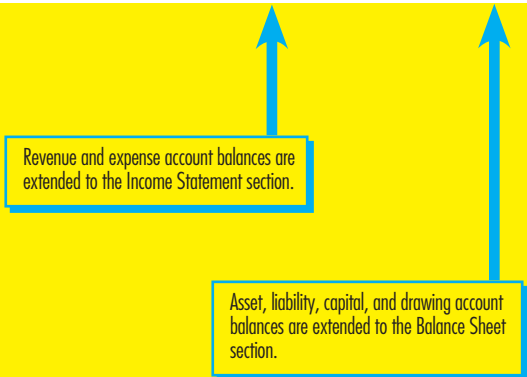 Revenue and expense account balances are
extended to the Income Statement section.
Asset, liability, capital, and drawing account
balances are extended to the Balance Sheet
section.